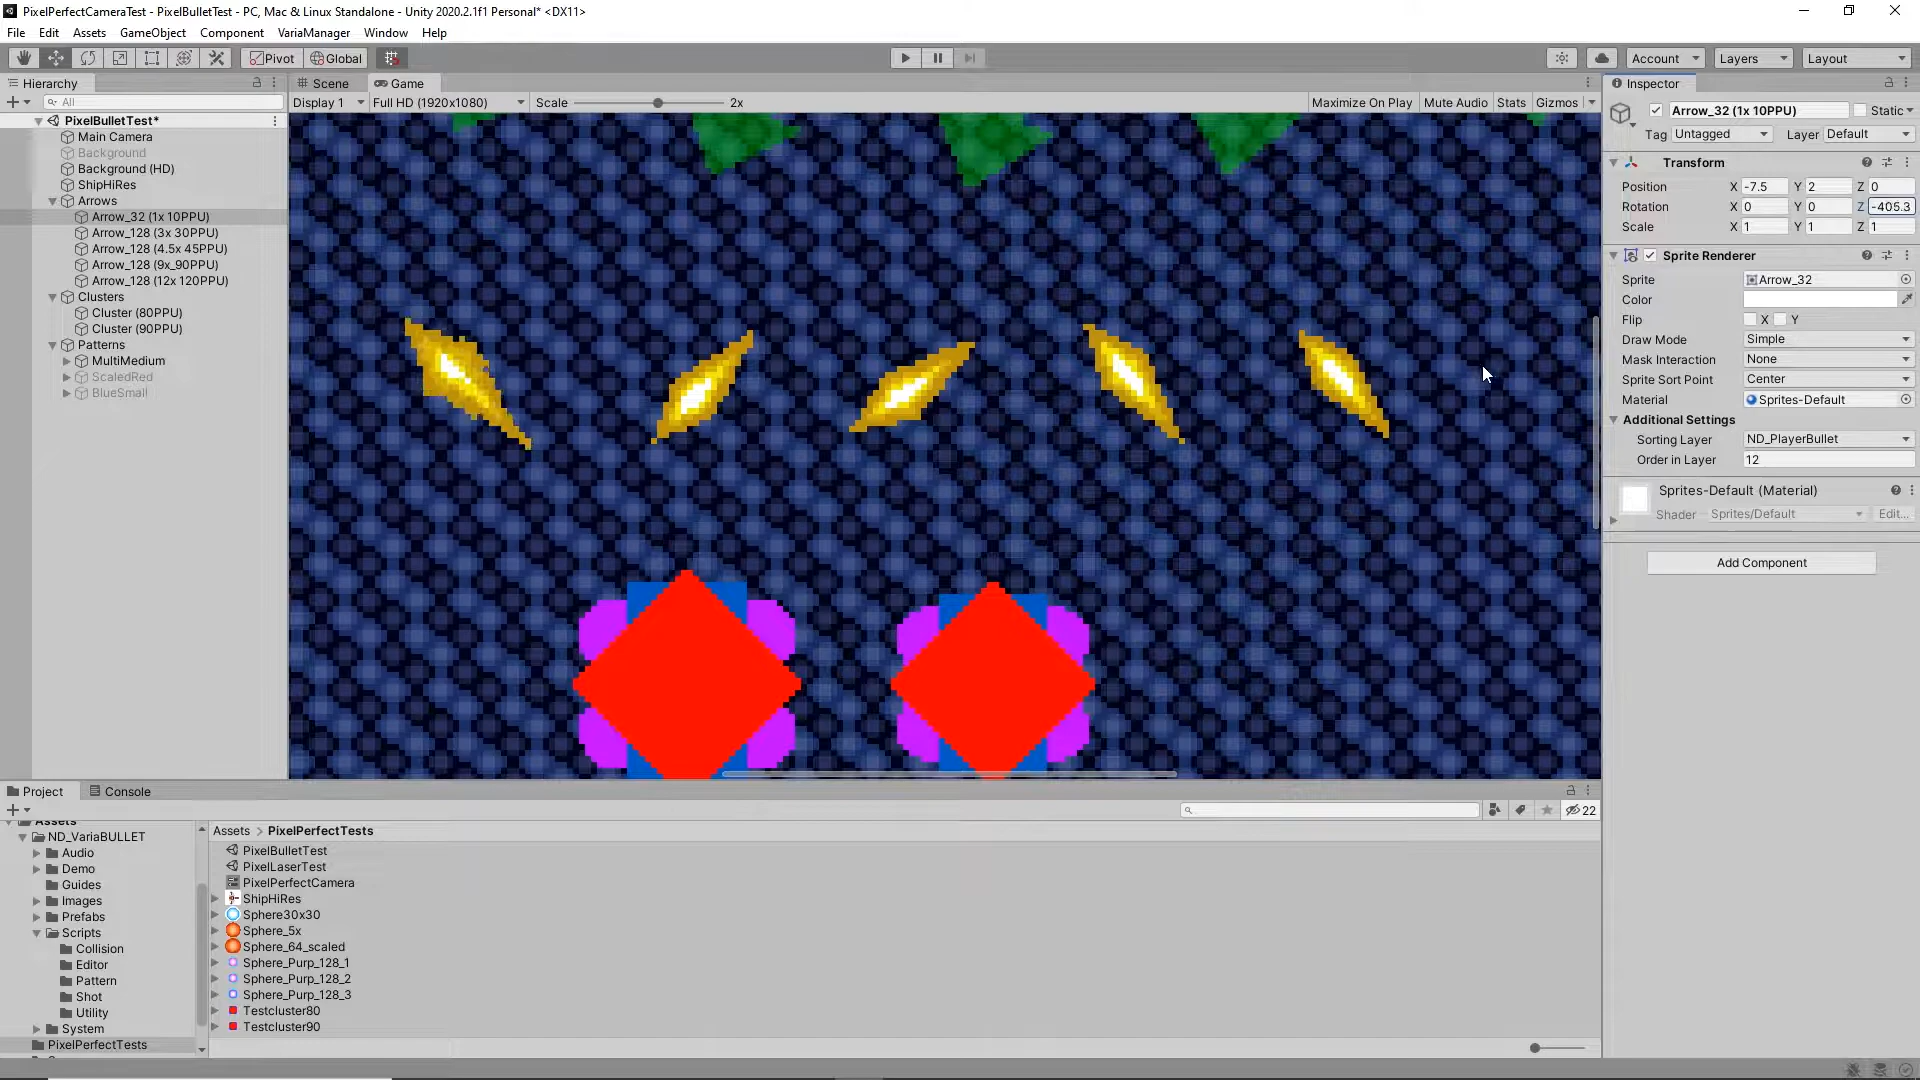 PixelPerfectCameraTest - PixelBulletTest - PC, Mac & Linux Standalone - Unity 2020.2.1f1 Personal* <DX11>
File Edit Assets GameObject Component VariaManager Window Help
Pivot Global Account Layers Layout
Hierarchy
All
PixelBulletTest*
Main Camera
Background
Background (HD)
ShipHiRes
Arrows
Arrow_32 (1x 10PPU)
Arrow_128 (3x 30PPU)
Arrow_128 (4.5x 45PPU)
Arrow_128 (9x_90PPU)
Arrow_128 (12x 120PPU)
Clusters
Cluster (80PPU)
Cluster (90PPU)
Patterns
MultiMedium
ScaledRed
BlueSmall
Scene Game
Display 1 Full HD (1920x1080) Scale 2x Maximize On Play Mute Audio Stats Gizmos
Inspector
Arrow_32 (1x 10PPU) Static
Tag Untagged Layer Default
Transform
Position X -7.5 Y 2 Z 0
Rotation X 0 Y 0 Z -405.3
Scale X 1 Y 1 Z 1
Sprite Renderer
Sprite Arrow_32
Color
Flip X Y
Draw Mode Simple
Mask Interaction None
Sprite Sort Point Center
Material Sprites-Default
Additional Settings
Sorting Layer ND_PlayerBullet
Order in Layer 12
Sprites-Default (Material)
Shader Sprites/Default Edit...
Add Component
Project Console
22
Assets
ND_VariaBULLET
Audio
Demo
Guides
Images
Prefabs
Scripts
Collision
Editor
Pattern
Shot
Utility
System
PixelPerfectTests
Assets > PixelPerfectTests
PixelBulletTest
PixelLaserTest
PixelPerfectCamera
ShipHiRes
Sphere30x30
Sphere_5x
Sphere_64_scaled
Sphere_Purp_128_1
Sphere_Purp_128_2
Sphere_Purp_128_3
Testcluster80
Testcluster90